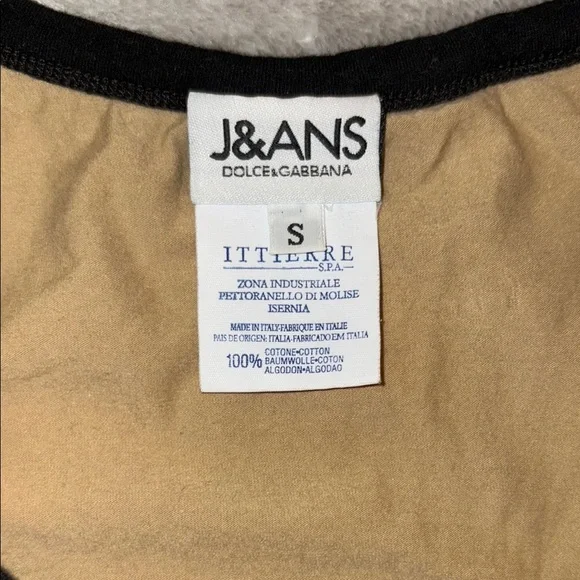 J&ANS
DOLCE&GABBANA
S
ITTIERRE
S.P.A.
ZONA INDUSTRIALE
PETTORANELLO DI MOLISE
ISERNIA
MADE IN ITALY-FABRIQUE EN ITALIE
PAIS DE ORIGEN: ITALIA-FABRICADO EM ITALIA
100% COTONE•COTTON
BAUMWOLLE•COTON
ALGODON•ALGODAO